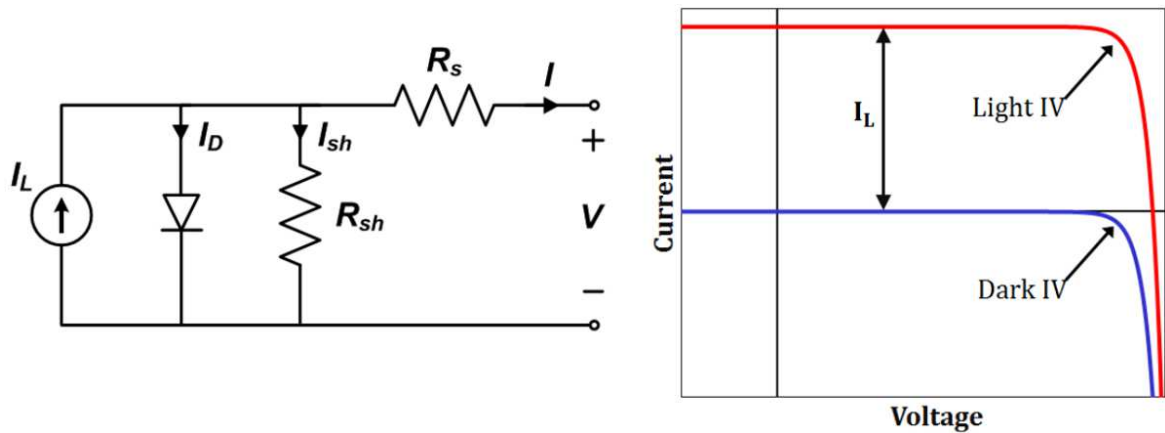 R_s
I
I_D
I_sh
+
I_L
R_sh
V
−
Current
I_L
Light IV
Dark IV
Voltage